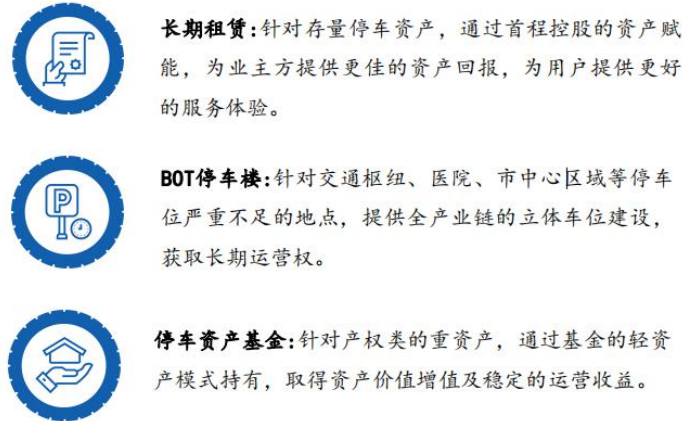 长期租赁:针对存量停车资产，通过首程控股的资产赋
能，为业主方提供更佳的资产回报，为用户提供更好
的服务体验。
P
BOT停车楼:针对交通枢纽、医院、市中心区域等停车
位严重不足的地点，提供全产业链的立体车位建设，
获取长期运营权。
停车资产基金:针对产权类的重资产，通过基金的轻资
产模式持有，取得资产价值增值及稳定的运营收益。